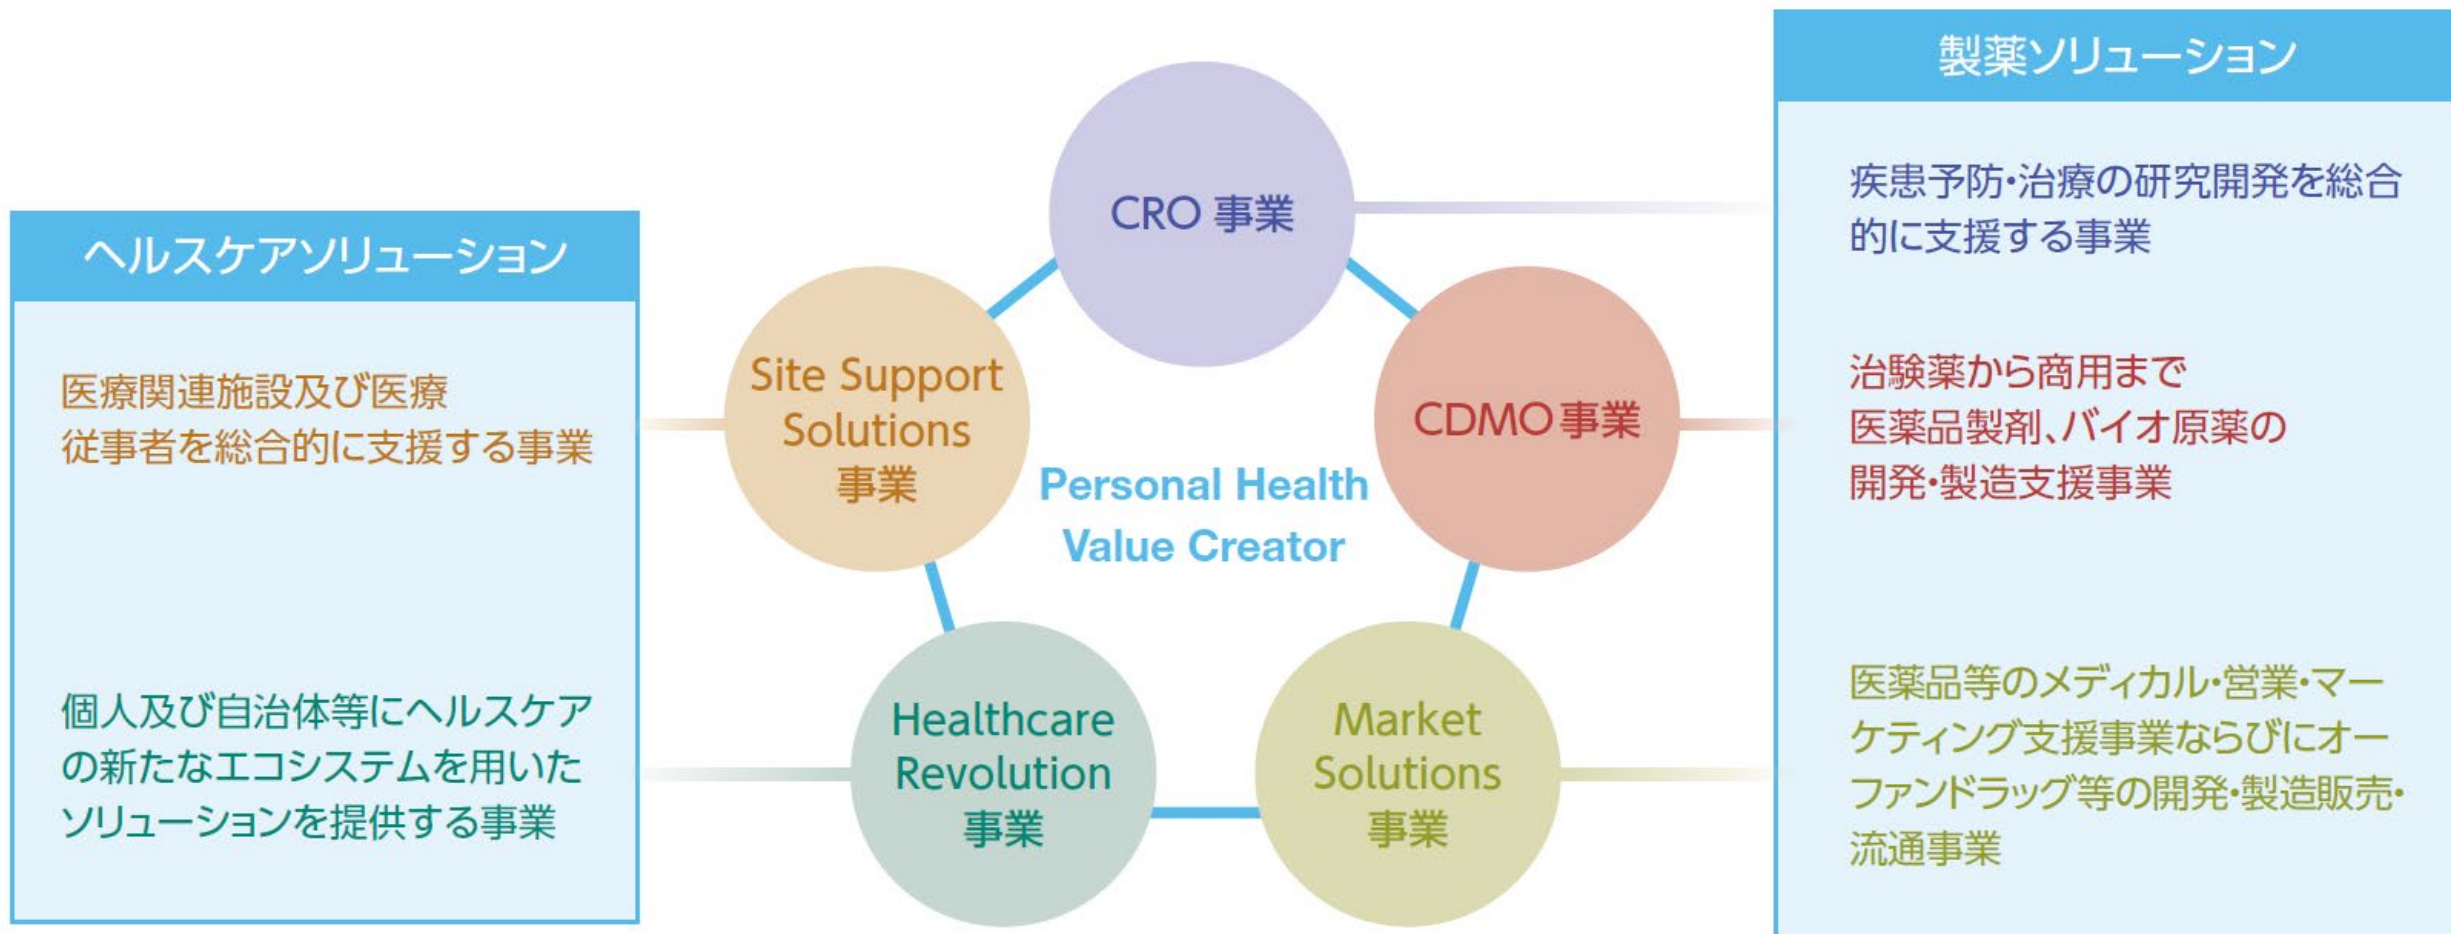 ヘルスケアソリューション
医療関連施設及び医療
従事者を総合的に支援する事業
個人及び自治体等にヘルスケア
の新たなエコシステムを用いた
ソリューションを提供する事業
CRO 事業
Site Support
Solutions
事業
CDMO 事業
Personal Health
Value Creator
Healthcare
Revolution
事業
Market
Solutions
事業
製薬ソリューション
疾患予防・治療の研究開発を総合
的に支援する事業
治験薬から商用まで
医薬品製剤、バイオ原薬の
開発・製造支援事業
医薬品等のメディカル・営業・マー
ケティング支援事業ならびにオー
ファンドラッグ等の開発・製造販売・
流通事業